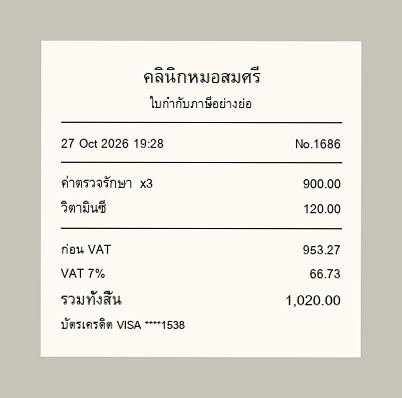 คลินิกหมอสมศรี
ใบกำกับภาษีอย่างย่อ
27 Oct 2026 19:28 No.1686
ค่าตรวจรักษา x3 900.00
วิตามินซี 120.00
ก่อน VAT 953.27
VAT 7% 66.73
รวมทั้งสิ้น 1,020.00
บัตรเครดิต VISA ****1538